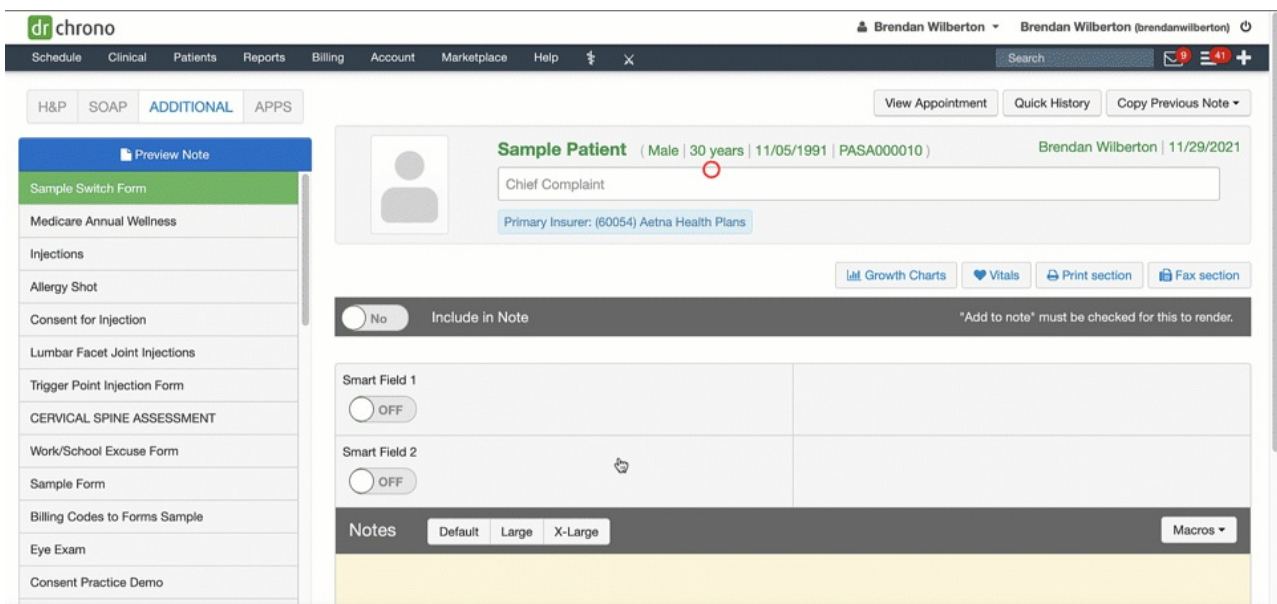 dr chrono
Brendan Wilberton Brendan Wilberton (brendanwilberton)
Schedule Clinical Patients Reports Billing Account Marketplace Help Search 9 41
H&P SOAP ADDITIONAL APPS
View Appointment Quick History Copy Previous Note
Preview Note
Sample Switch Form
Medicare Annual Wellness
Injections
Allergy Shot
Consent for Injection
Lumbar Facet Joint Injections
Trigger Point Injection Form
CERVICAL SPINE ASSESSMENT
Work/School Excuse Form
Sample Form
Billing Codes to Forms Sample
Eye Exam
Consent Practice Demo
Sample Patient ( Male | 30 years | 11/05/1991 | PASA000010 ) Brendan Wilberton | 11/29/2021
Chief Complaint
Primary Insurer: (60054) Aetna Health Plans
Growth Charts Vitals Print section Fax section
No Include in Note "Add to note" must be checked for this to render.
Smart Field 1
OFF
Smart Field 2
OFF
Notes Default Large X-Large Macros